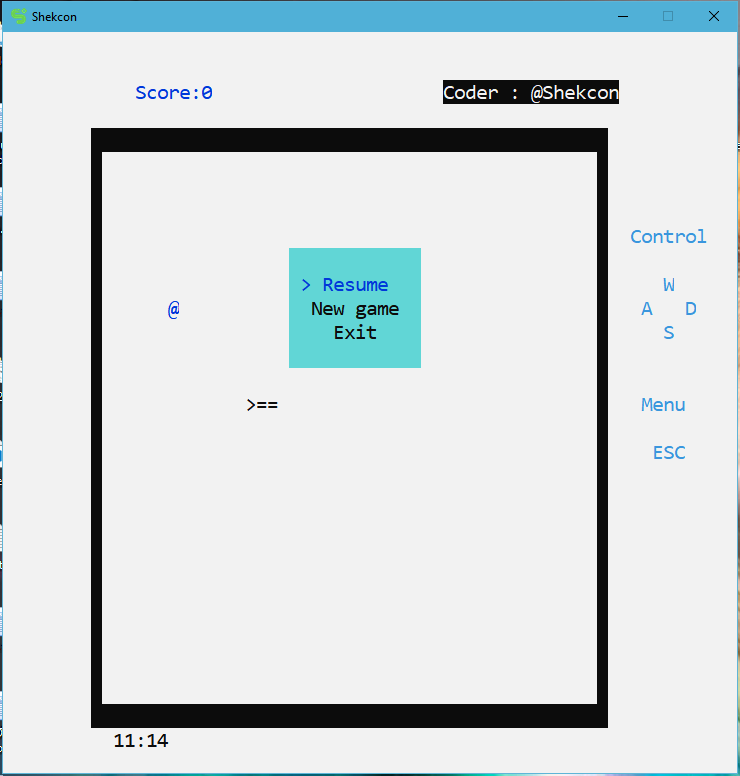 Shekcon
Score:0
Coder : @Shekcon
Control
> Resume
W
@
New game
A D
Exit
S
>==
Menu
ESC
11:14